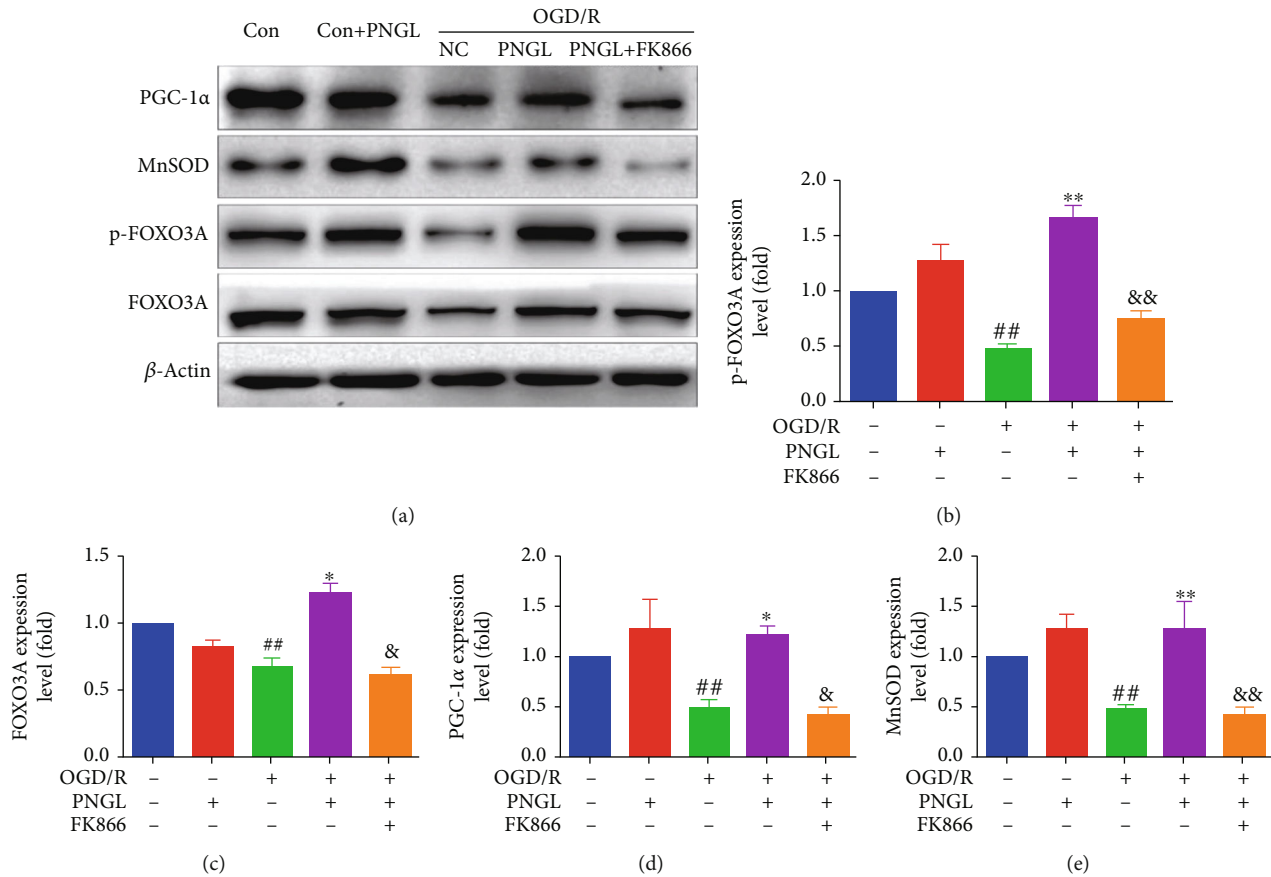 OGD/R
Con Con+PNGL
NC PNGL PNGL+FK866
PGC-1α
MnSOD
p-FOXO3A
FOXO3A
β-Actin
(a)
p-FOXO3A expession
level (fold)
2.0
1.5
1.0
0.5
0.0
##
**
&&
OGD/R – – + + +
PNGL – + – + +
FK866 – – – – +
(b)
FOXO3A expession
level (fold)
1.5
1.0
0.5
0.0
##
*
&
OGD/R – – + + +
PNGL – + – + +
FK866 – – – – +
(c)
PGC-1α expression
level (fold)
2.0
1.5
1.0
0.5
0.0
##
*
&
OGD/R – – + + +
PNGL – + – + +
FK866 – – – – +
(d)
MnSOD expession
level (fold)
2.0
1.5
1.0
0.5
0.0
##
**
&&
OGD/R – – + + +
PNGL – + – + +
FK866 – – – – +
(e)